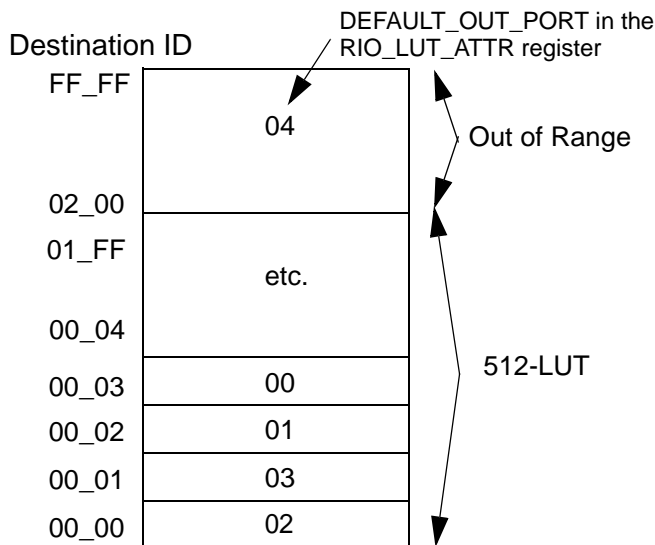 DEFAULT_OUT_PORT in the
RIO_LUT_ATTR register
Destination ID
FF_FF
04
Out of Range
02_00
01_FF
etc.
00_04
512-LUT
00_03 00
00_02 01
00_01 03
00_00 02